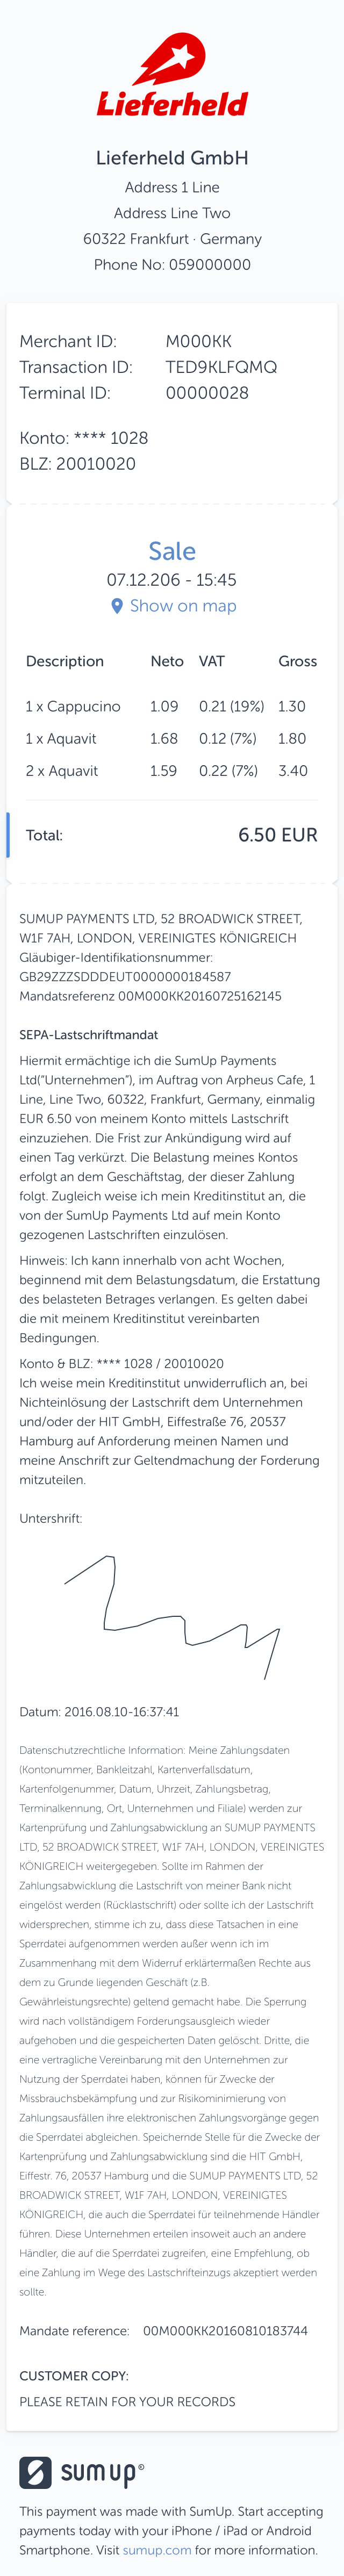 Lieferheld
Lieferheld GmbH
Address 1 Line
Address Line Two
60322 Frankfurt · Germany
Phone No: 059000000
Merchant ID: M000KK
Transaction ID: TED9KLFQMQ
Terminal ID: 00000028
Konto: **** 1028
BLZ: 20010020
Sale
07.12.206 - 15:45
Show on map
Description Neto VAT Gross
1 x Cappucino 1.09 0.21 (19%) 1.30
1 x Aquavit 1.68 0.12 (7%) 1.80
2 x Aquavit 1.59 0.22 (7%) 3.40
Total: 6.50 EUR
SUMUP PAYMENTS LTD, 52 BROADWICK STREET,
W1F 7AH, LONDON, VEREINIGTES KÖNIGREICH
Gläubiger-Identifikationsnummer:
GB29ZZZSDDDEUT0000000184587
Mandatsreferenz 00M000KK20160725162145
SEPA-Lastschriftmandat
Hiermit ermächtige ich die SumUp Payments
Ltd("Unternehmen"), im Auftrag von Arpheus Cafe, 1
Line, Line Two, 60322, Frankfurt, Germany, einmalig
EUR 6.50 von meinem Konto mittels Lastschrift
einzuziehen. Die Frist zur Ankündigung wird auf
einen Tag verkürzt. Die Belastung meines Kontos
erfolgt an dem Geschäftstag, der dieser Zahlung
folgt. Zugleich weise ich mein Kreditinstitut an, die
von der SumUp Payments Ltd auf mein Konto
gezogenen Lastschriften einzulösen.
Hinweis: Ich kann innerhalb von acht Wochen,
beginnend mit dem Belastungsdatum, die Erstattung
des belasteten Betrages verlangen. Es gelten dabei
die mit meinem Kreditinstitut vereinbarten
Bedingungen.
Konto & BLZ: **** 1028 / 20010020
Ich weise mein Kreditinstitut unwiderruflich an, bei
Nichteinlösung der Lastschrift dem Unternehmen
und/oder der HIT GmbH, Eiffestraße 76, 20537
Hamburg auf Anforderung meinen Namen und
meine Anschrift zur Geltendmachung der Forderung
mitzuteilen.
Untershrift:
Datum: 2016.08.10-16:37:41
Datenschutzrechtliche Information: Meine Zahlungsdaten
(Kontonummer, Bankleitzahl, Kartenverfallsdatum,
Kartenfolgenummer, Datum, Uhrzeit, Zahlungsbetrag,
Terminalkennung, Ort, Unternehmen und Filiale) werden zur
Kartenprüfung und Zahlungsabwicklung an SUMUP PAYMENTS
LTD, 52 BROADWICK STREET, W1F 7AH, LONDON, VEREINIGTES
KÖNIGREICH weitergegeben. Sollte im Rahmen der
Zahlungsabwicklung die Lastschrift von meiner Bank nicht
eingelöst werden (Rücklastschrift) oder sollte ich der Lastschrift
widersprechen, stimme ich zu, dass diese Tatsachen in eine
Sperrdatei aufgenommen werden außer wenn ich im
Zusammenhang mit dem Widerruf erklärtermaßen Rechte aus
dem zu Grunde liegenden Geschäft (z.B.
Gewährleistungsrechte) geltend gemacht habe. Die Sperrung
wird nach vollständigem Forderungsausgleich wieder
aufgehoben und die gespeicherten Daten gelöscht. Dritte, die
eine vertragliche Vereinbarung mit den Unternehmen zur
Nutzung der Sperrdatei haben, können für Zwecke der
Missbrauchsbekämpfung und zur Risikominimierung von
Zahlungsausfällen ihre elektronischen Zahlungsvorgänge gegen
die Sperrdatei abgleichen. Speichernde Stelle für die Zwecke der
Kartenprüfung und Zahlungsabwicklung sind die HIT GmbH,
Eiffestr. 76, 20537 Hamburg und die SUMUP PAYMENTS LTD, 52
BROADWICK STREET, W1F 7AH, LONDON, VEREINIGTES
KÖNIGREICH, die auch die Sperrdatei für teilnehmende Händler
führen. Diese Unternehmen erteilen insoweit auch an andere
Händler, die auf die Sperrdatei zugreifen, eine Empfehlung, ob
eine Zahlung im Wege des Lastschrifteinzugs akzeptiert werden
sollte.
Mandate reference: 00M000KK20160810183744
CUSTOMER COPY:
PLEASE RETAIN FOR YOUR RECORDS
sumup®
This payment was made with SumUp. Start accepting
payments today with your iPhone / iPad or Android
Smartphone. Visit sumup.com for more information.